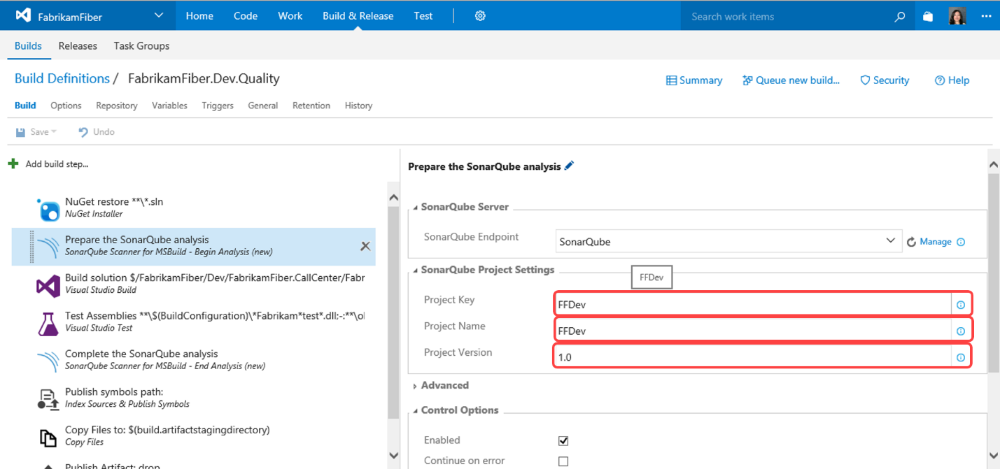 FabrikamFiber Home Code Work Build & Release Test Search work items
Builds Releases Task Groups
Build Definitions / FabrikamFiber.Dev.Quality Summary Queue new build... Security Help
Build Options Repository Variables Triggers General Retention History
Save Undo
Add build step...
NuGet restore **\*.sln
NuGet Installer
Prepare the SonarQube analysis
SonarQube Scanner for MSBuild - Begin Analysis (new)
Build solution $/FabrikamFiber/Dev/FabrikamFiber.CallCenter/Fabr
Visual Studio Build
Test Assemblies **\$(BuildConfiguration)\*Fabrikam*test*.dll;-:**\ol
Visual Studio Test
Complete the SonarQube analysis
SonarQube Scanner for MSBuild - End Analysis (new)
Publish symbols path:
Index Sources & Publish Symbols
Copy Files to: $(build.artifactstagingdirectory)
Copy Files
Publish Artifact: drop
Prepare the SonarQube analysis
SonarQube Server
SonarQube Endpoint SonarQube Manage
SonarQube Project Settings
FFDev
Project Key FFDev
Project Name FFDev
Project Version 1.0
Advanced
Control Options
Enabled
Continue on error